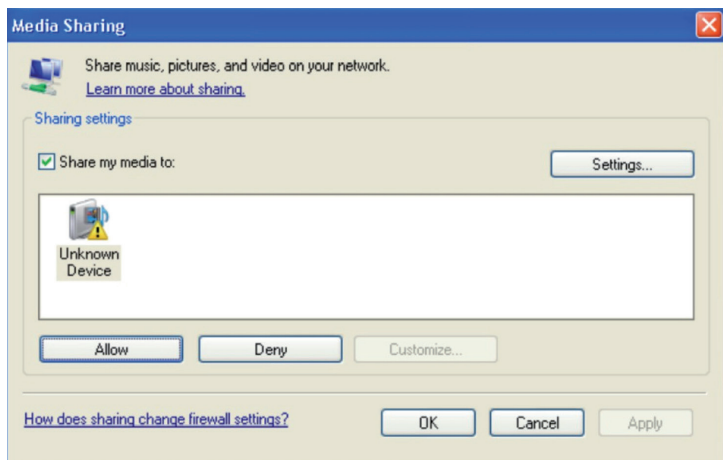 Media Sharing
Share music, pictures, and video on your network.
Learn more about sharing.
Sharing settings
Share my media to:
Settings...
Unknown
Device
Allow
Deny
Customize...
How does sharing change firewall settings?
OK
Cancel
Apply